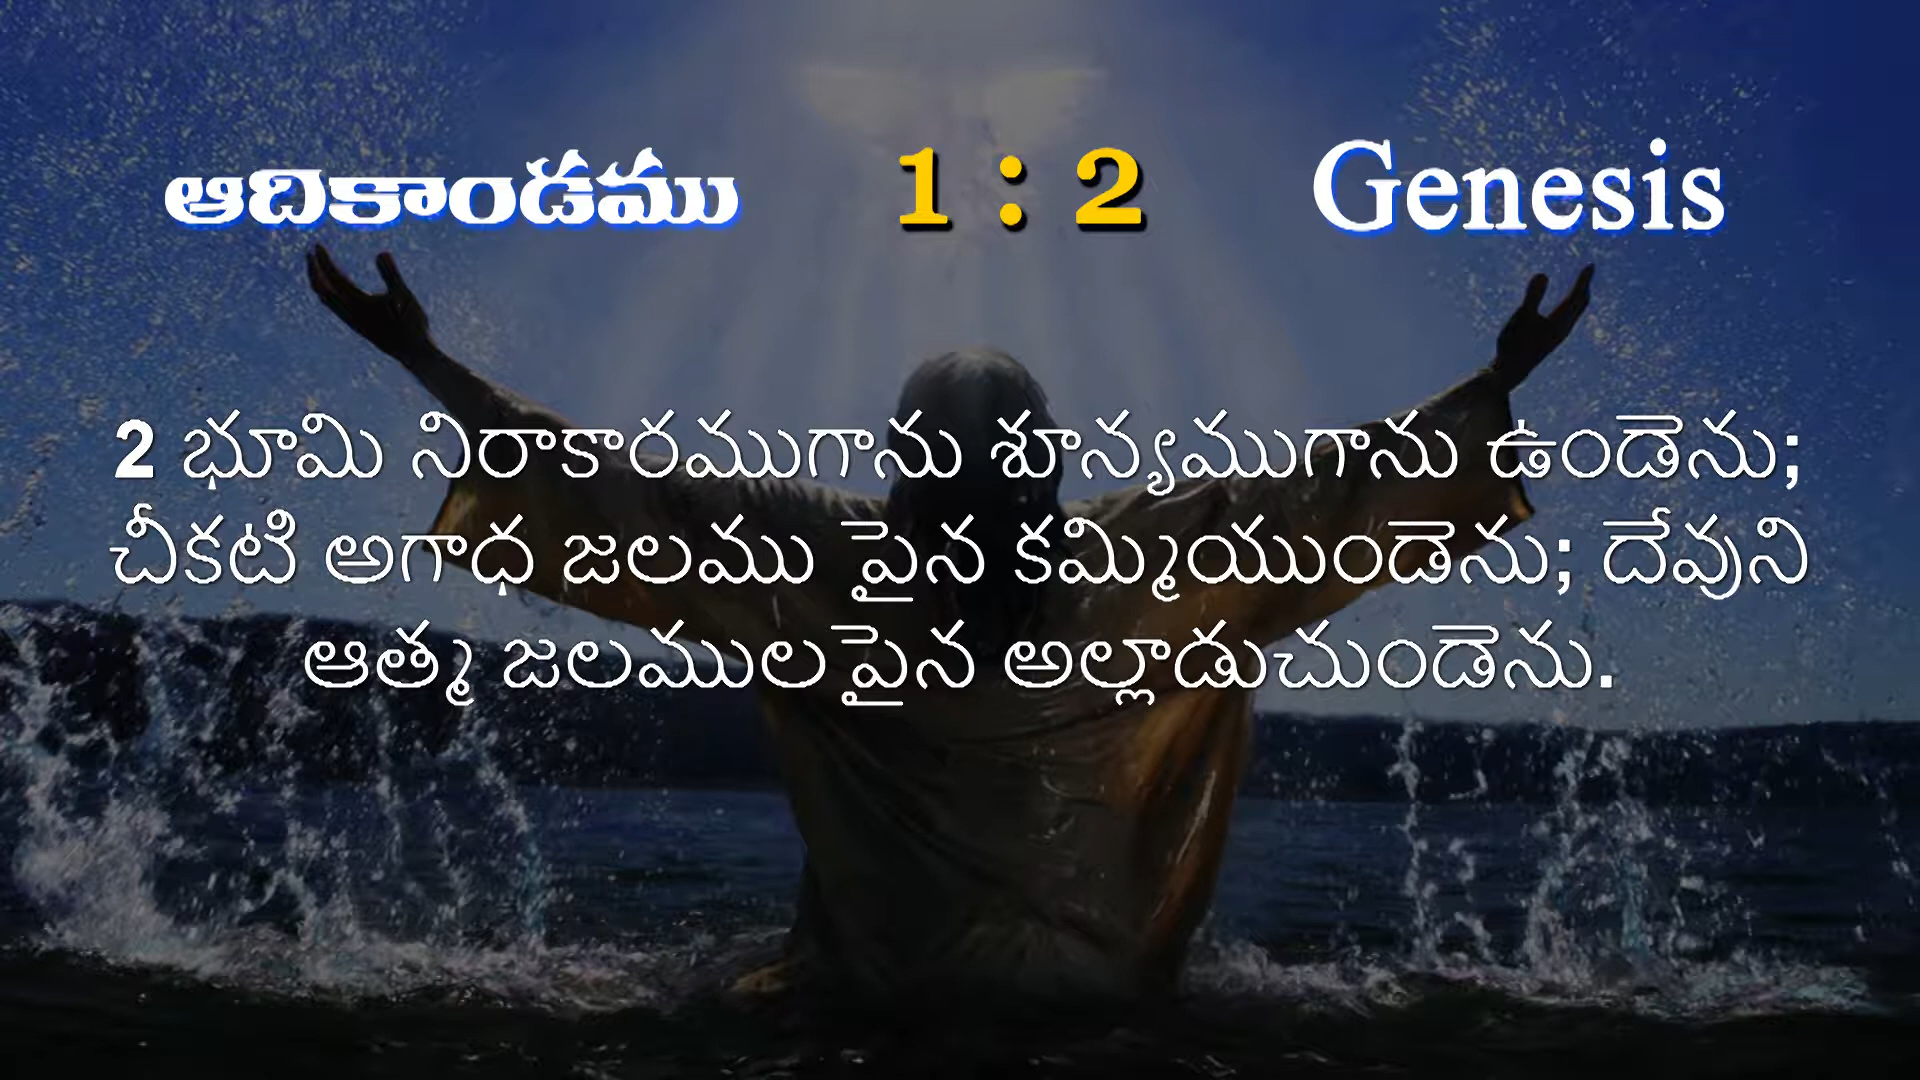 ఆదికాండము 1 : 2 Genesis
2 భూమి నిరాకారముగాను శూన్యముగాను ఉండెను;
చీకటి అగాధ జలము పైన కమ్మియుండెను; దేవుని
ఆత్మ జలములపైన అల్లాడుచుండెను.